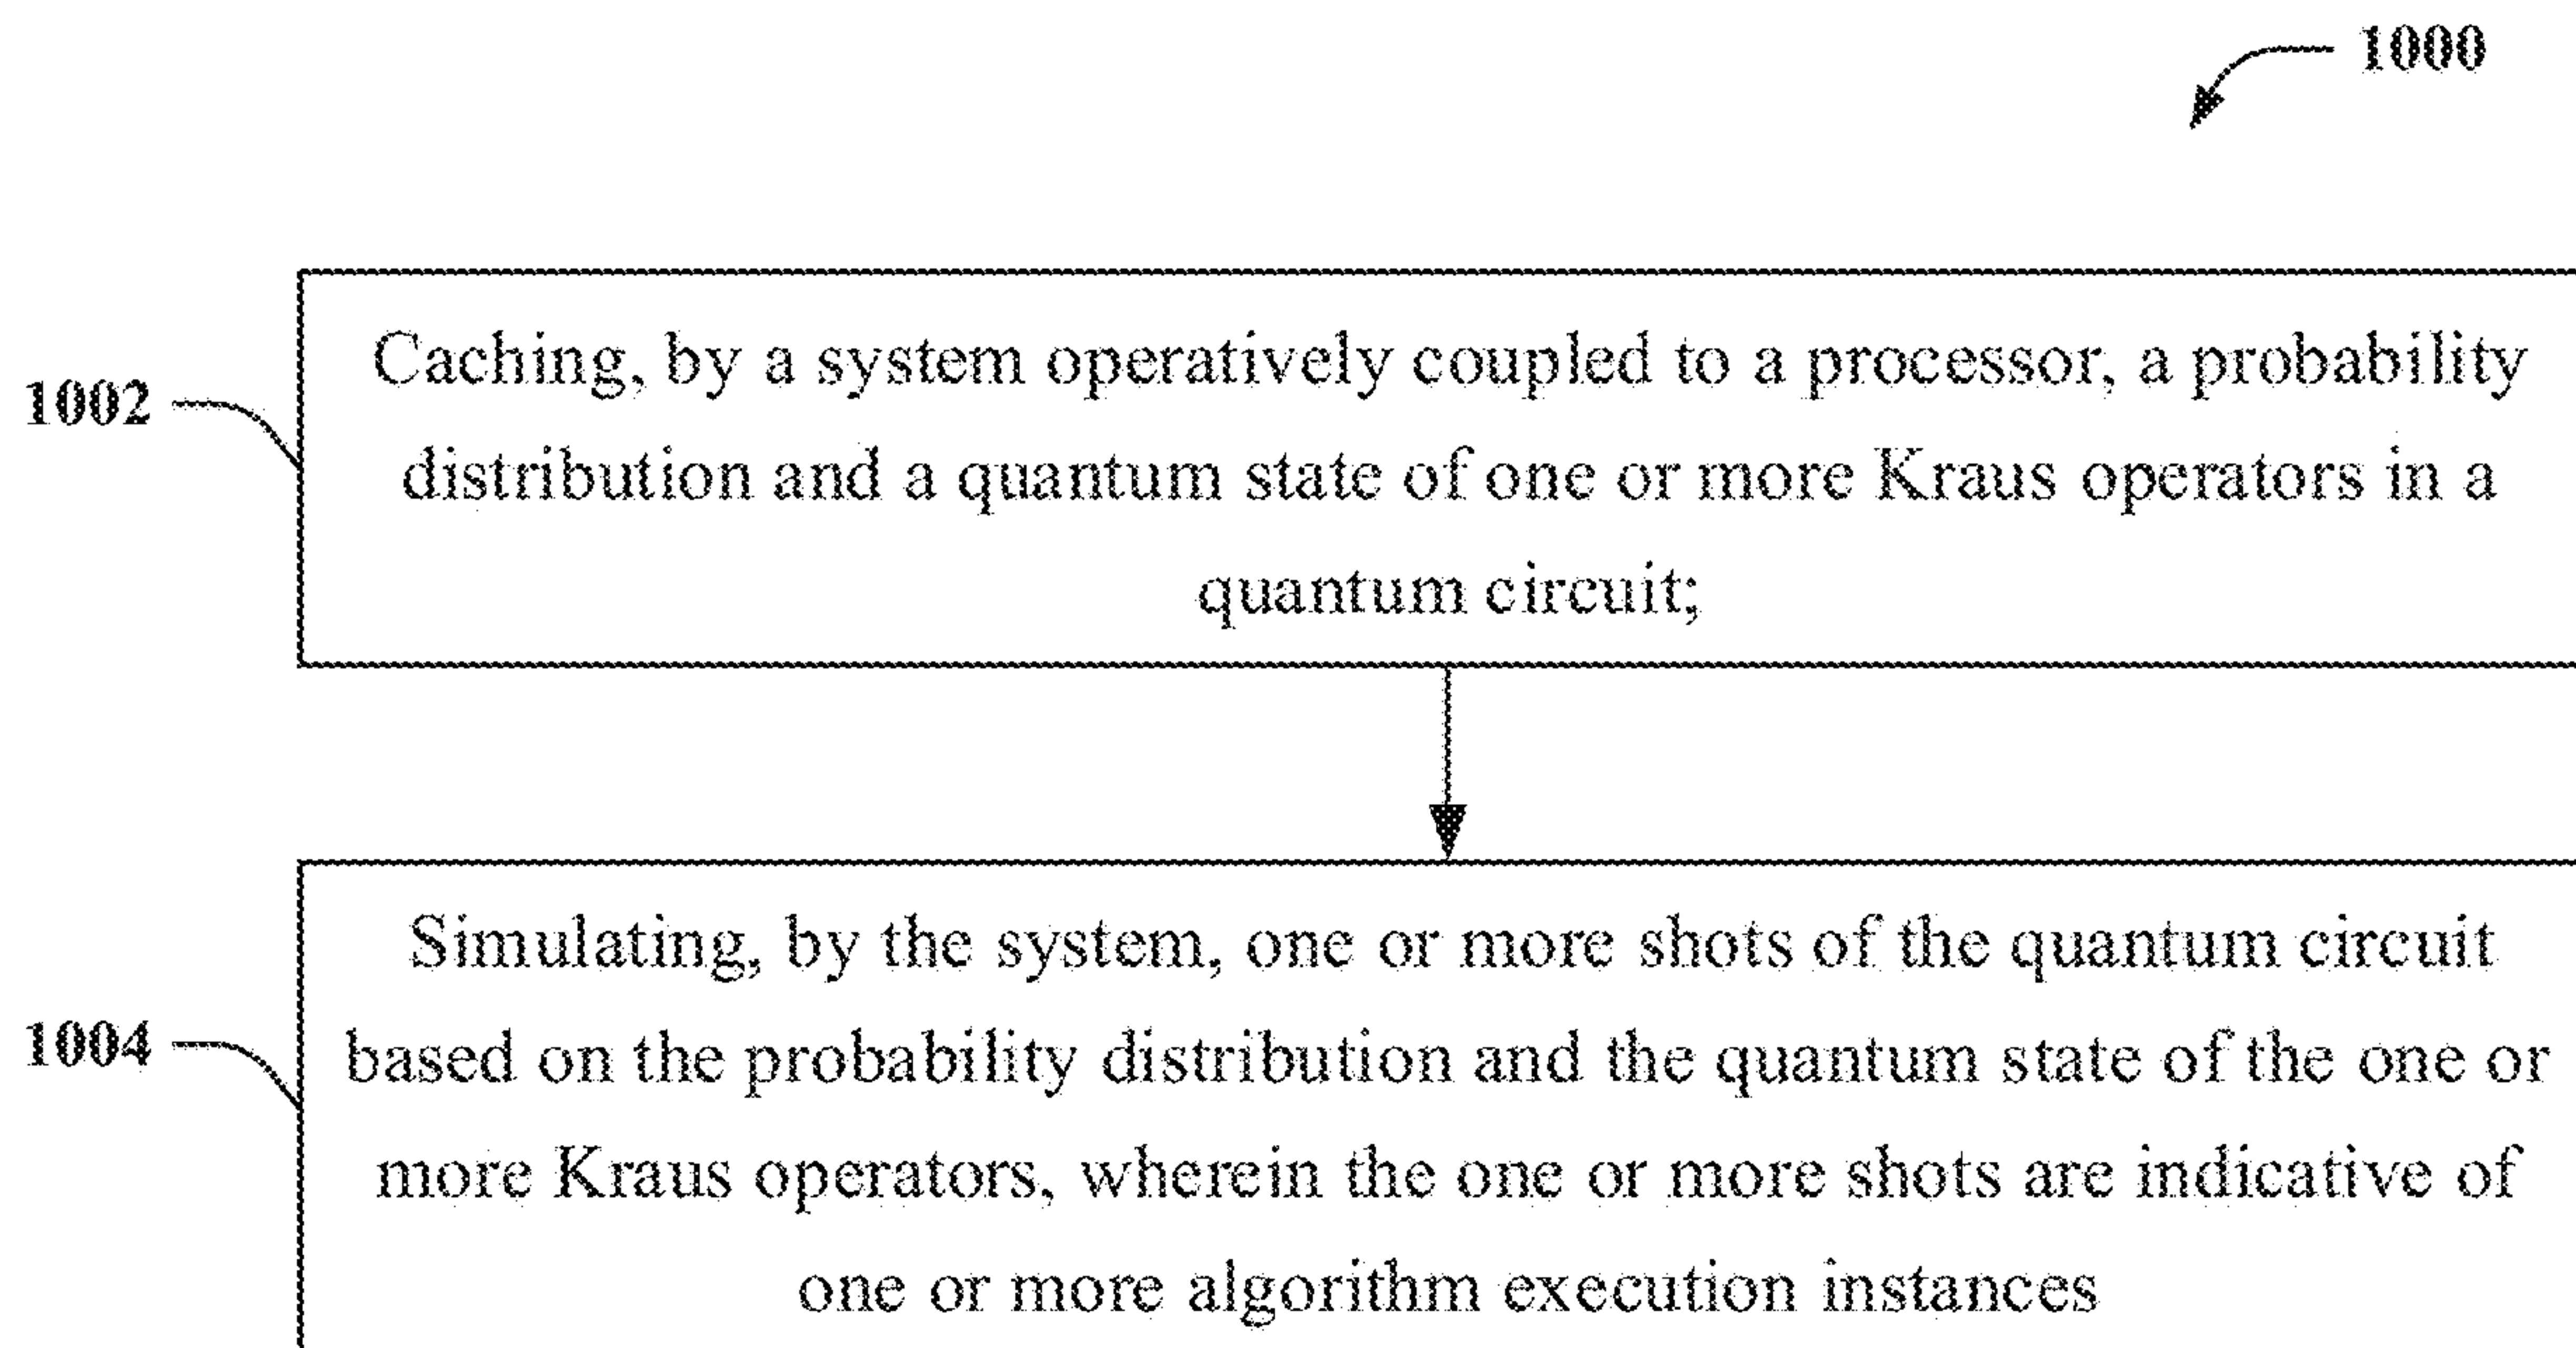 1000
1002
Caching, by a system operatively coupled to a processor, a probability
distribution and a quantum state of one or more Kraus operators in a
quantum circuit;
1004
Simulating, by the system, one or more shots of the quantum circuit
based on the probability distribution and the quantum state of the one or
more Kraus operators, wherein the one or more shots are indicative of
one or more algorithm execution instances